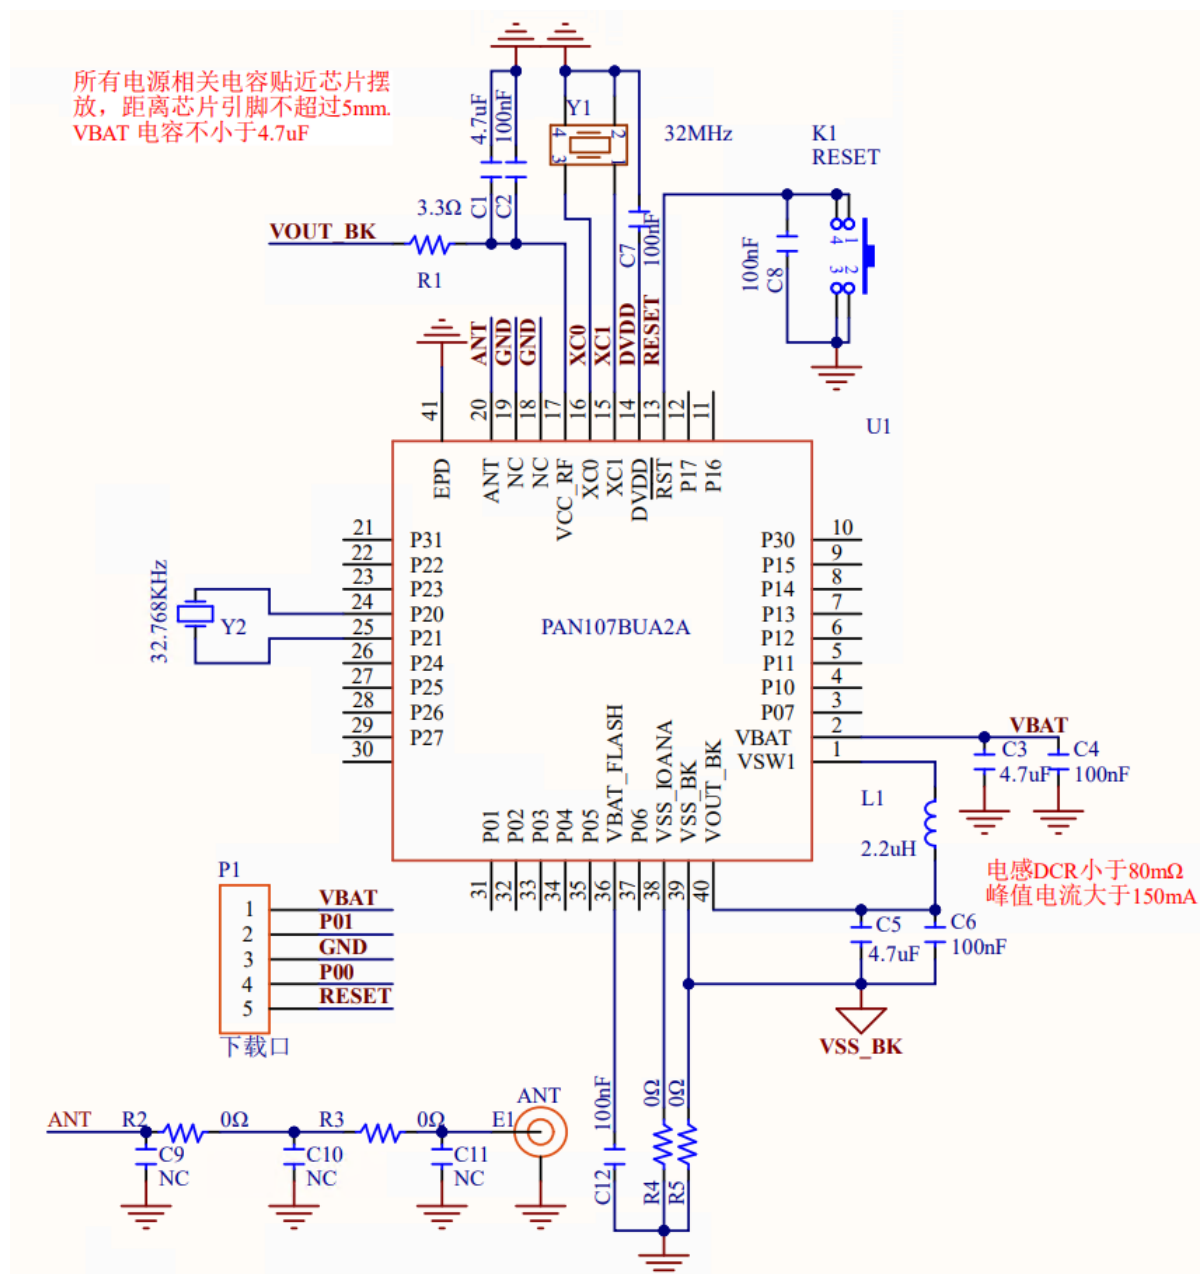 所有电源相关电容贴近芯片摆
放，距离芯片引脚不超过5mm.
VBAT 电容不小于4.7uF
4.7uF
100nF
C1
C2
Y1
4
2
3
1
32MHz
K1
RESET
3.3Ω
VOUT_BK
R1
C7
100nF
100nF
C8
4 1
3 2
ANT
GND
GND
XC0
XC1
DVDD
RESET
41
20
19
18
17
16
15
14
13
12
11
U1
EPD
ANT
NC
NC
VCC_RF
XC0
XC1
DVDD
RST
P17
P16
21 P31
22 P22
23 P23
24 P20
25 P21
26 P24
27 P25
28 P26
29 P27
30
32.768KHz
Y2
PAN107BUA2A
P30 10
P15 9
P14 8
P13 7
P12 6
P11 5
P10 4
P07 3
VBAT 2
VSW1 1
VBAT
C3
4.7uF
C4
100nF
L1
2.2uH
电感DCR小于80mΩ
峰值电流大于150mA
P01
P02
P03
P04
P05
VBAT_FLASH
P06
VSS_IOANA
VSS_BK
VOUT_BK
31
32
33
34
35
36
37
38
39
40
C5
4.7uF
C6
100nF
VSS_BK
P1
1 VBAT
2 P01
3 GND
4 P00
5 RESET
下载口
ANT
R2
0Ω
R3
0Ω
E1
ANT
C9
NC
C10
NC
C11
NC
100nF
C12
0Ω
R4
0Ω
R5